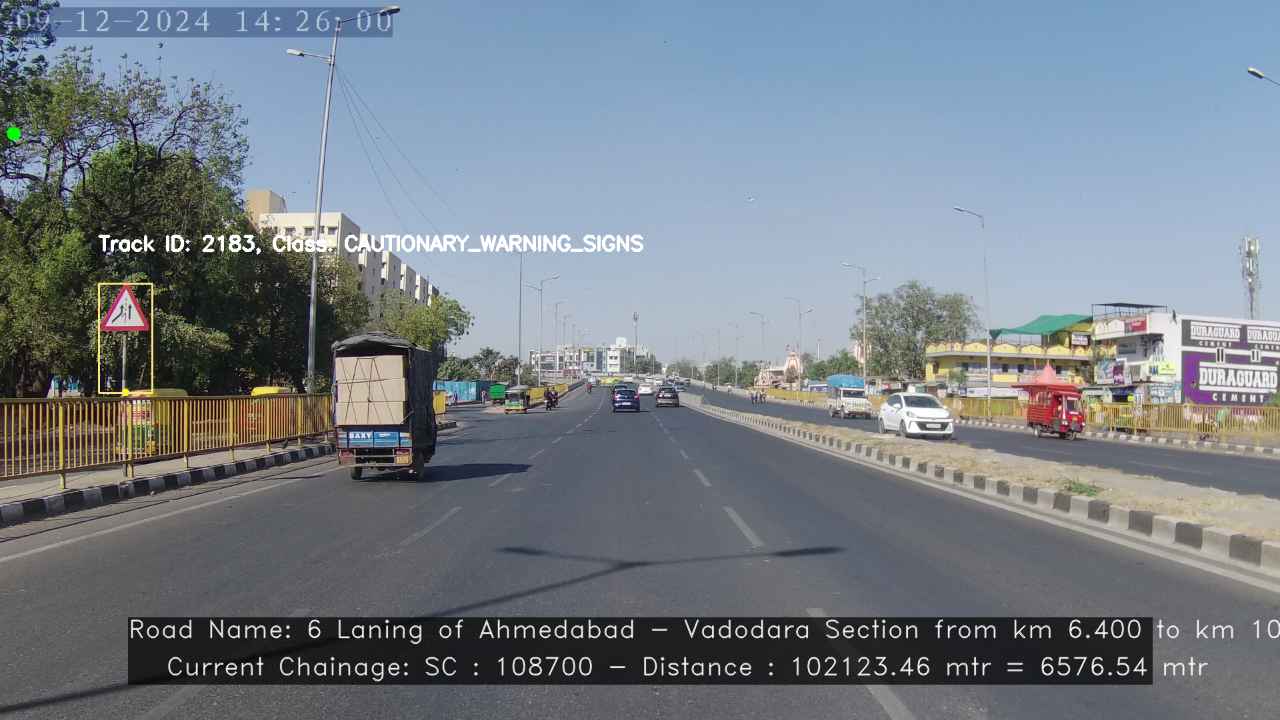 09-12-2024 14:26:00
Track ID: 2183, Class: CAUTIONARY_WARNING_SIGNS
DURAGUARD
DURAGUARD
DURAGUARD
CEMENT
BAXY
Road Name: 6 Laning of Ahmedabad - Vadodara Section from km 6.400 to km 10
Current Chainage: SC : 108700 - Distance : 102123.46 mtr = 6576.54 mtr